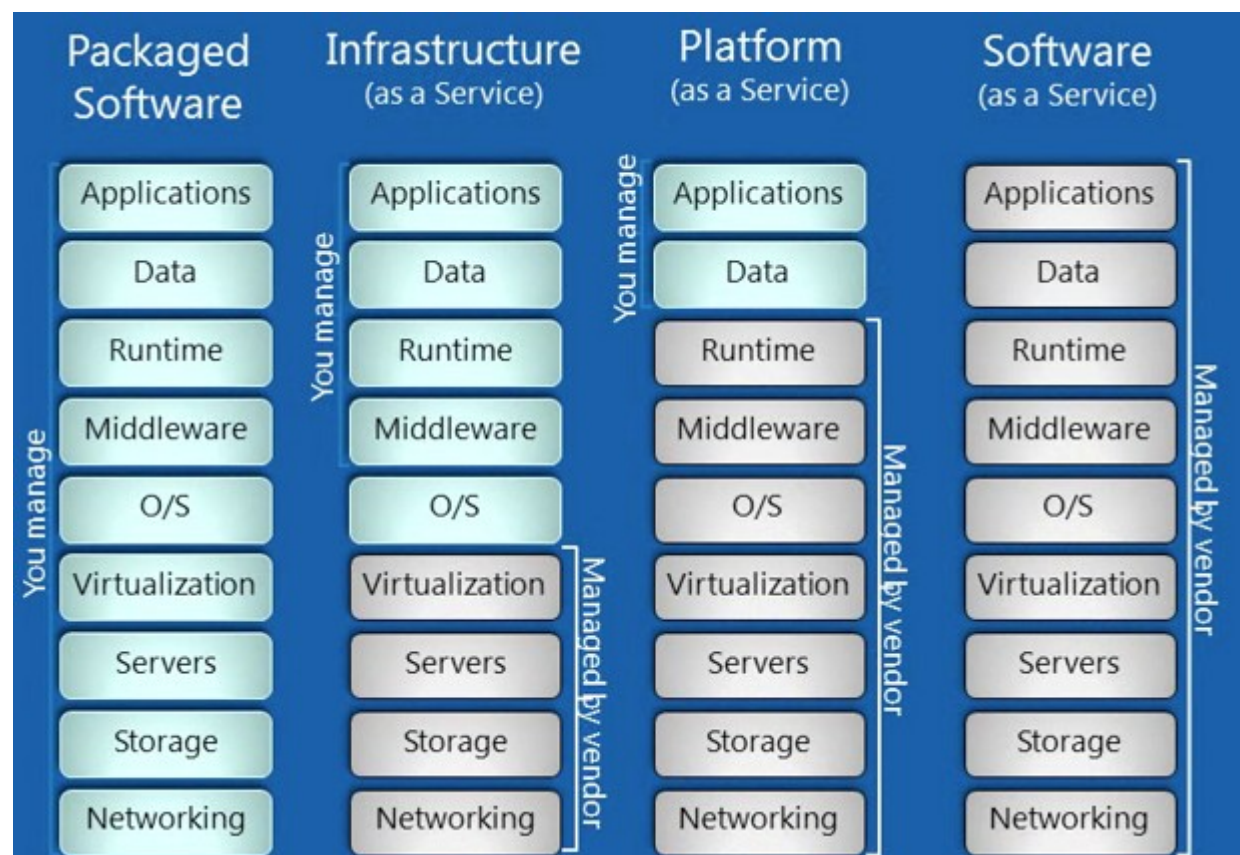 Packaged
Software
You manage
Applications
Data
Runtime
Middleware
O/S
Virtualization
Servers
Storage
Networking
Infrastructure
(as a Service)
You manage
Applications
Data
Runtime
Middleware
O/S
Virtualization
Servers
Storage
Networking
Managed by vendor
Platform
(as a Service)
You manage
Applications
Data
Runtime
Middleware
O/S
Virtualization
Servers
Storage
Networking
Managed by vendor
Software
(as a Service)
Applications
Data
Runtime
Middleware
O/S
Virtualization
Servers
Storage
Networking
Managed by vendor